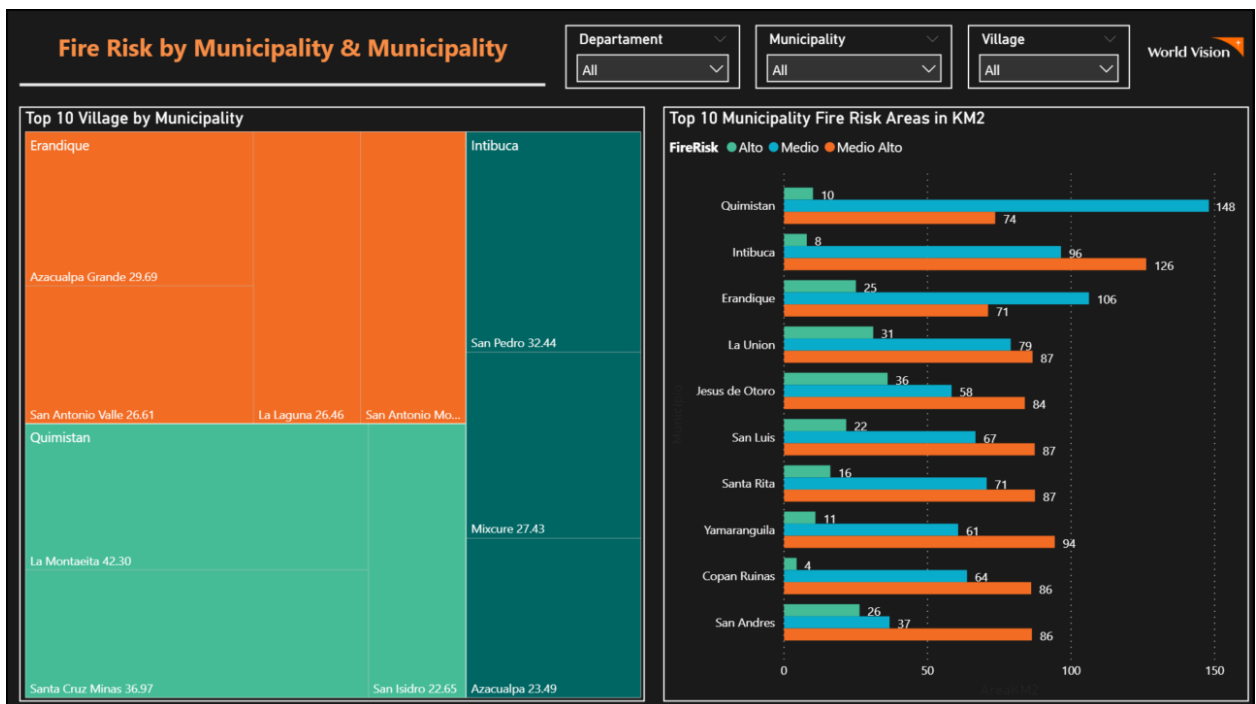 Fire Risk by Municipality & Municipality
Departament
All
Municipality
All
Village
All
World Vision
Top 10 Village by Municipality
Erandique
Azacualpa Grande 29.69
San Antonio Valle 26.61
La Laguna 26.46
San Antonio Mo...
Intibuca
San Pedro 32.44
Mixcure 27.43
Azacualpa 23.49
Quimistan
La Montaeita 42.30
Santa Cruz Minas 36.97
San Isidro 22.65
Top 10 Municipality Fire Risk Areas in KM2
FireRisk Alto Medio Medio Alto
Quimistan 10 148 74
Intibuca 8 96 126
Erandique 25 106 71
La Union 31 79 87
Jesus de Otoro 36 58 84
San Luis 22 67 87
Santa Rita 16 71 87
Yamaranguila 11 61 94
Copan Ruinas 4 64 86
San Andres 26 37 86
0 50 100 150
Municipio
AreaKM2